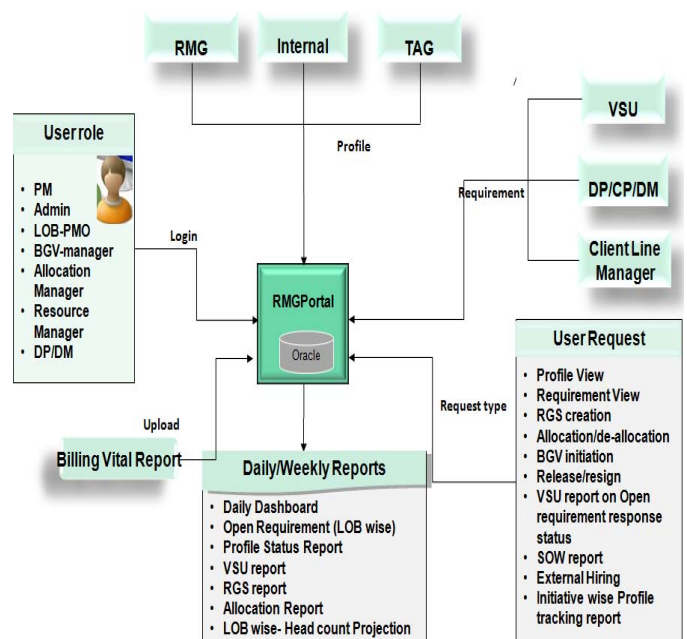 RMG
Internal
TAG
/
Profile
VSU
Requirement
DP/CP/DM
Client Line
Manager
User role
• PM
• Admin
• LOB-PMO
• BGV-manager
• Allocation
Manager
• Resource
Manager
• DP/DM
Login
RMGPortal
Oracle
User Request
• Profile View
• Requirement View
• RGS creation
• Allocation/de-allocation
• BGV initiation
• Release/resign
• VSU report on Open
requirement response
status
• SOW report
• External Hiring
• Initiative wise Profile
tracking report
Request type
Upload
Billing Vital Report
Daily/Weekly Reports
• Daily Dashboard
• Open Requirement (LOB wise)
• Profile Status Report
• VSU report
• RGS report
• Allocation Report
• LOB wise- Head count Projection